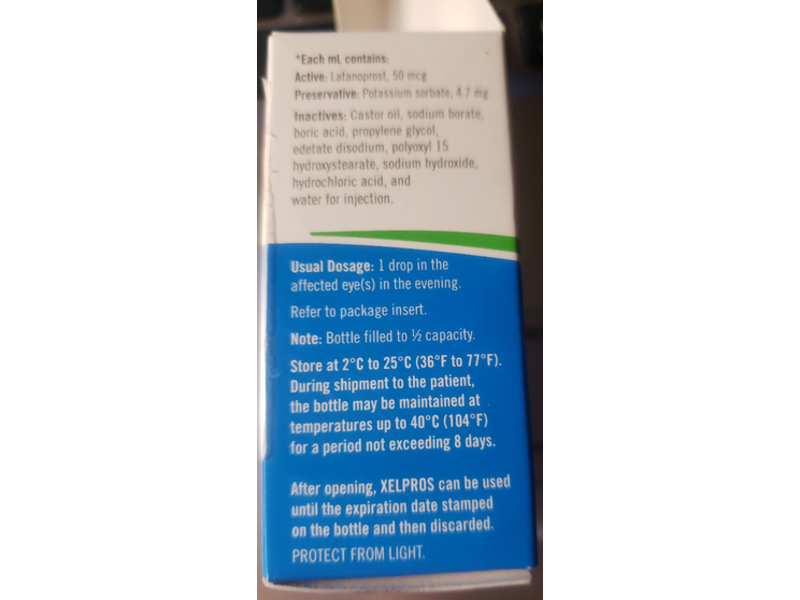 *Each mL contains:
Active: Latanoprost, 50 mcg
Preservative: Potassium sorbate, 4.7 mg
Inactives: Castor oil, sodium borate,
boric acid, propylene glycol,
edetate disodium, polyoxyl 15
hydroxystearate, sodium hydroxide,
hydrochloric acid, and
water for injection.
Usual Dosage: 1 drop in the
affected eye(s) in the evening.
Refer to package insert.
Note: Bottle filled to ½ capacity.
Store at 2°C to 25°C (36°F to 77°F).
During shipment to the patient,
the bottle may be maintained at
temperatures up to 40°C (104°F)
for a period not exceeding 8 days.
After opening, XELPROS can be used
until the expiration date stamped
on the bottle and then discarded.
PROTECT FROM LIGHT.